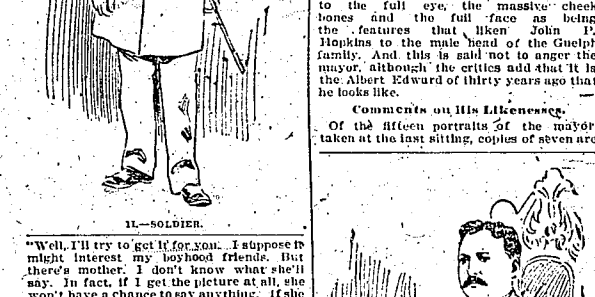 11.—SOLDIER.
"Well, I'll try to get it for you. I suppose it
might interest my boyhood friends. But
there's mother. I don't know what she'll
say. In fact, if I get the picture at all, she
won't have a chance to say anything. If she
to the full eye, the massive cheek
bones and the full face as being
the features that liken John P.
Hopkins to the male head of the Guelph
family. And this is said not to anger the
mayor, although the critics add that it is
the Albert Edward of thirty years ago that
he looks like.
Comments on His Likenesses.
Of the fifteen portraits of the mayor
taken at the last sitting, copies of seven are